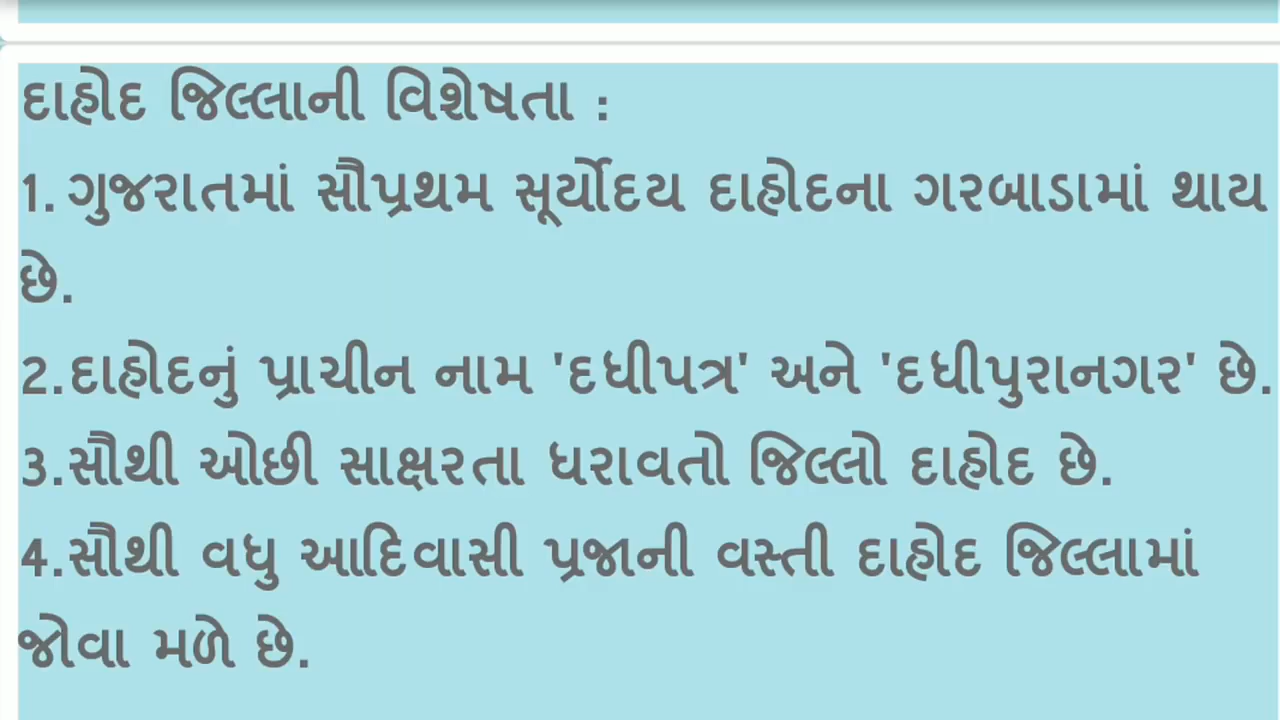 દાહોદ જિલ્લાની વિશેષતા :
1. ગુજરાતમાં સૌપ્રથમ સૂર્યોદય દાહોદના ગરબાડામાં થાય
છે.
2.દાહોદનું પ્રાચીન નામ 'દધીપત્ર' અને 'દધીપુરાનગર' છે.
3.સૌથી ઓછી સાક્ષરતા ધરાવતો જિલ્લો દાહોદ છે.
4.સૌથી વધુ આદિવાસી પ્રજાની વસ્તી દાહોદ જિલ્લામાં
જોવા મળે છે.